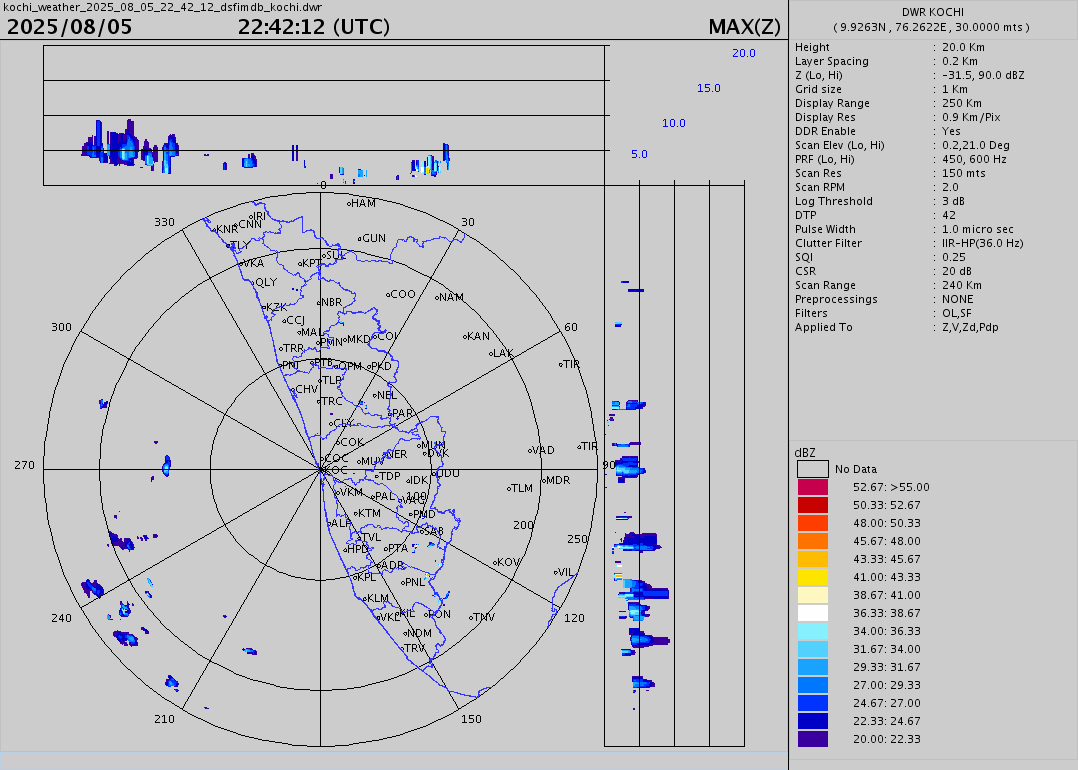 kochi_weather_2025_08_05_22_42_12_dsfimdb_kochi.dwr
2025/08/05 22:42:12 (UTC) MAX(Z)
20.0
15.0
10.0
5.0
0
DWR KOCHI
( 9.9263N , 76.2622E , 30.0000 mts )
Height : 20.0 Km
Layer Spacing : 0.2 Km
Z (Lo, Hi) : -31.5, 90.0 dBZ
Grid size : 1 Km
Display Range : 250 Km
Display Res : 0.9 Km/Pix
DDR Enable : Yes
Scan Elev (Lo, Hi) : 0.2,21.0 Deg
PRF (Lo, Hi) : 450, 600 Hz
Scan Res : 150 mts
Scan RPM : 2.0
Log Threshold : 3 dB
DTP : 42
Pulse Width : 1.0 micro sec
Clutter Filter : IIR-HP(36.0 Hz)
SQI : 0.25
CSR : 20 dB
Scan Range : 240 Km
Preprocessings : NONE
Filters : OL,SF
Applied To : Z,V,Zd,Pdp
HAM
IRI
330 30
CNN
KNR
GUN
TLY
SUL
VKA KPT
QLY
COO NAM
NBR
KZK
CCJ
300 60
MAL
KAN
PMN MKD COI
TRR LAK
PNJ PTB OPM PKD TIR
TLP
CHV NEL
TRC
PAR
CLY
COK MUN TIR
DVK VAD
NER
COC MUV
270 KOC 90
TDP IDK UDU MDR
VKM PAL 100 VAG TLM
KTM PMD
ALP 200
SAB
TVL 250
HPD PTA
ADR KOV
KPL PNL VIL
KLM
240 VKL KIL PON TNV 120
NDM
TRV
210 150
dBZ
No Data
52.67: >55.00
50.33: 52.67
48.00: 50.33
45.67: 48.00
43.33: 45.67
41.00: 43.33
38.67: 41.00
36.33: 38.67
34.00: 36.33
31.67: 34.00
29.33: 31.67
27.00: 29.33
24.67: 27.00
22.33: 24.67
20.00: 22.33